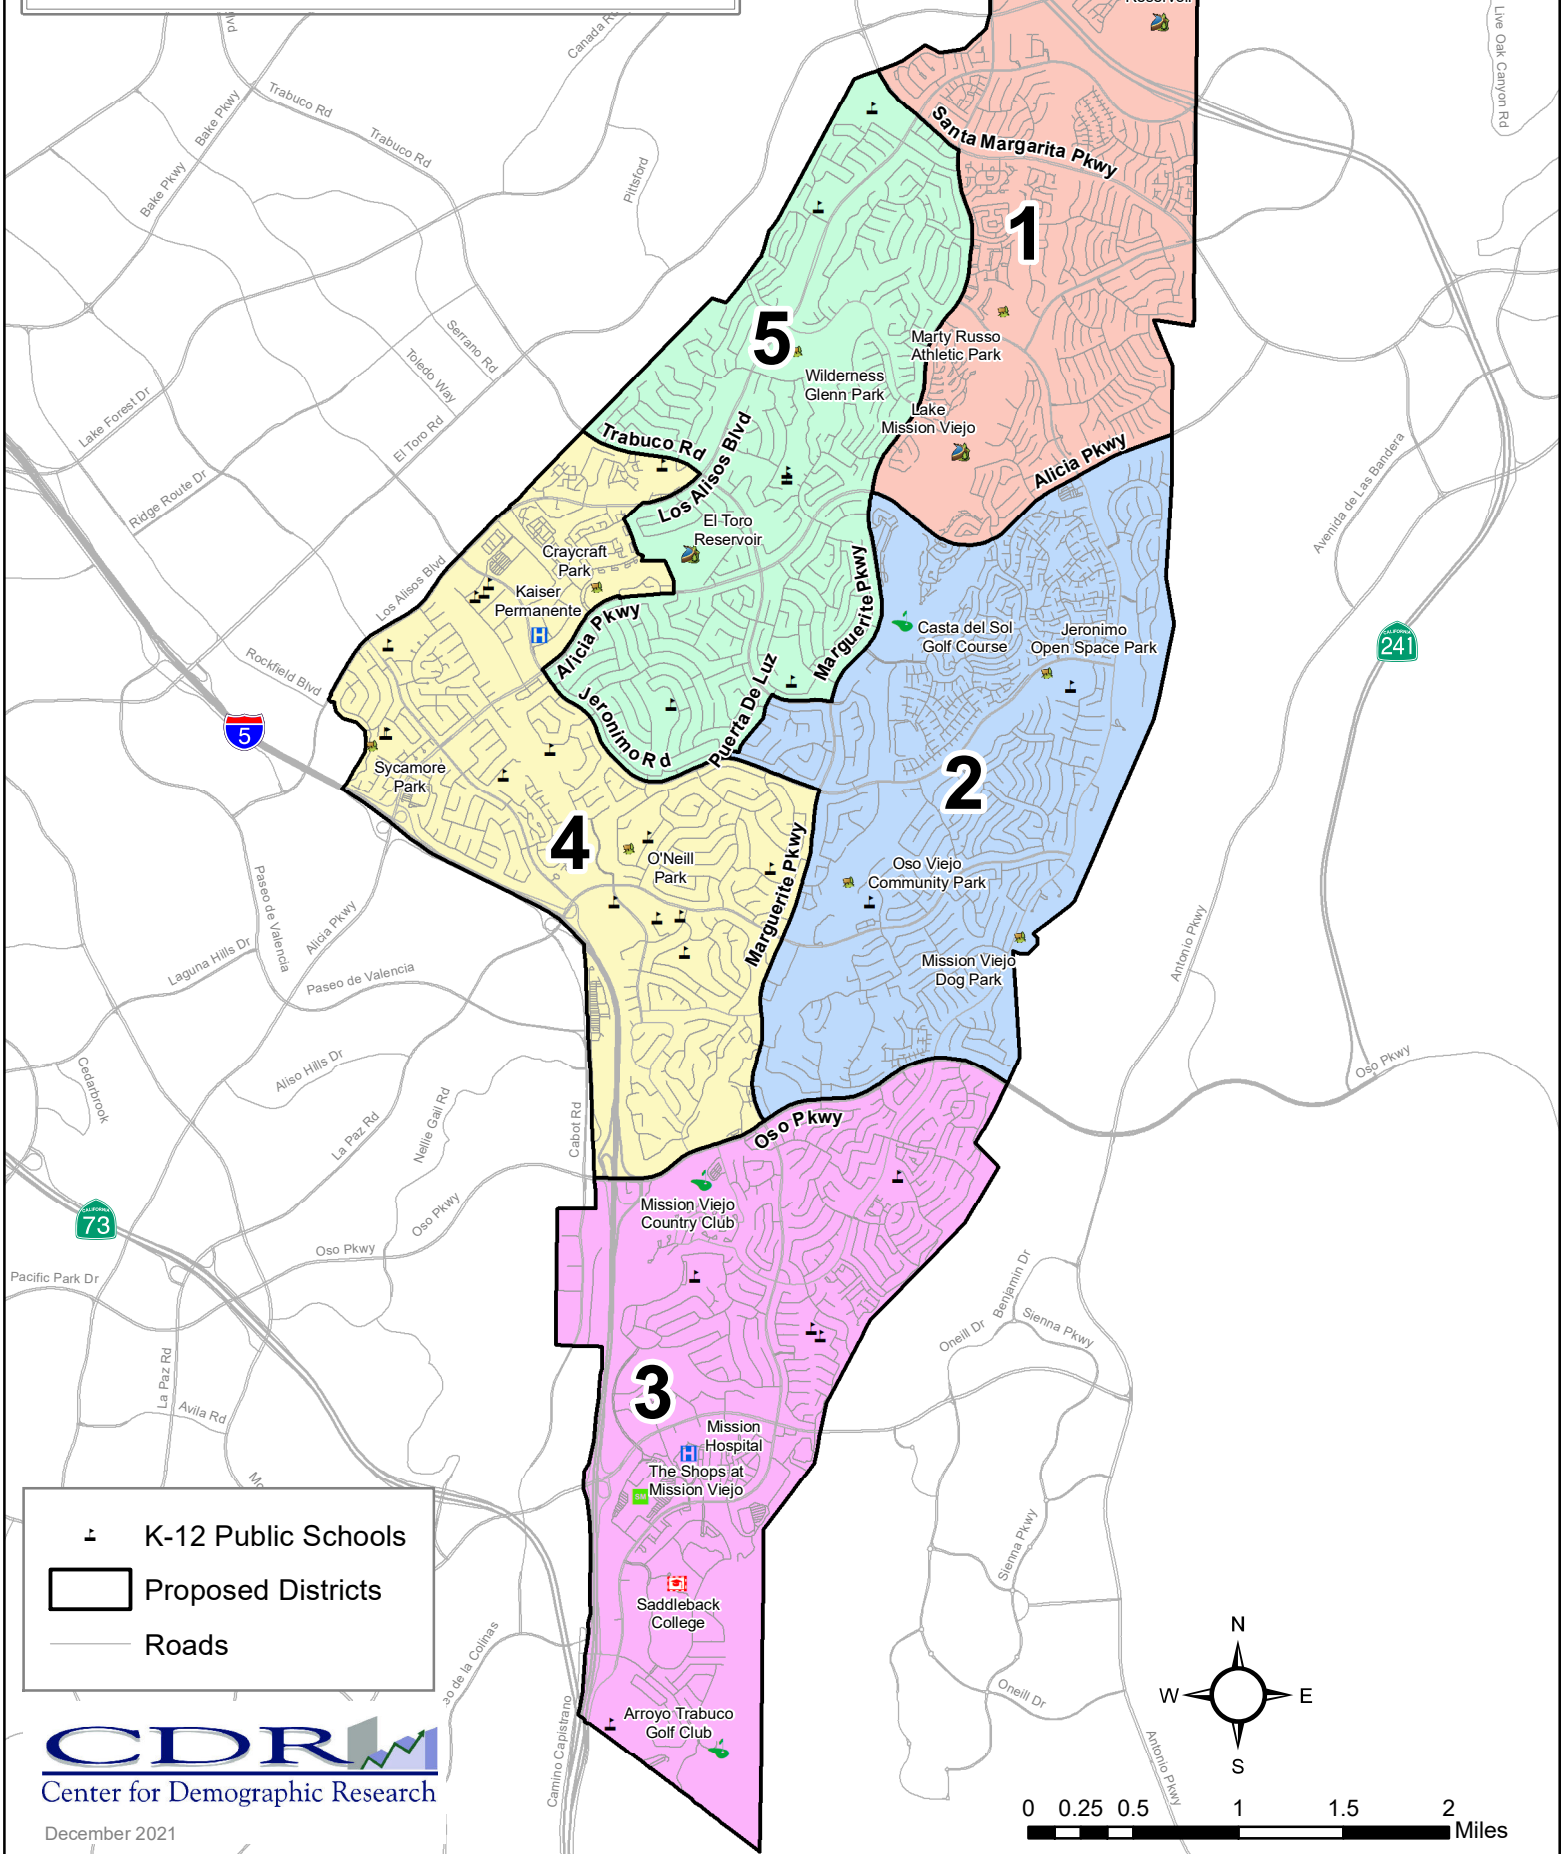 Reservoir
Blvd
Canada Rd
Live Oak Canyon Rd
Trabuco Rd
Bake Pkwy
Trabuco Rd
Bake Pkwy
Pittsford
Santa Margarita Pkwy
1
5
Serrano Rd
Toledo Way
Marty Russo
Athletic Park
Wilderness
Glenn Park
Lake
Mission Viejo
Lake Forest Dr
El Toro Rd
Trabuco Rd
Los Alisos Blvd
Alicia Pkwy
Ridge Route Dr
Avenida de Las Bandera
El Toro
Reservoir
Craycraft
Park
Kaiser
Permanente
Los Alisos Blvd
Alicia Pkwy
Marguerite Pkwy
Casta del Sol
Golf Course
Jeronimo
Open Space Park
CALIFORNIA
241
Rockfield Blvd
Jeronimo Rd
Puerta De Luz
5
Sycamore
Park
2
4
O'Neill
Park
Marguerite Pkwy
Oso Viejo
Community Park
Paseo de Valencia
Alicia Pkwy
Laguna Hills Dr
Paseo de Valencia
Mission Viejo
Dog Park
Antonio Pkwy
Oso Pkwy
Cedarbrook
Aliso Hills Dr
La Paz Rd
Nellie Gail Rd
Cabot Rd
Oso Pkwy
CALIFORNIA
73
Oso Pkwy
Oso Pkwy
Pacific Park Dr
Mission Viejo
Country Club
Benjamin Dr
Oneill Dr
Sienna Pkwy
La Paz Rd
Avila Rd
3
Mission
Hospital
H
H
The Shops at
Mission Viejo
SM
Sienna Pkwy
Saddleback
College
Oneill Dr
Arroyo Trabuco
Golf Club
Camino Capistrano
Antonio Pkwy
K-12 Public Schools
Proposed Districts
Roads
CDR
Center for Demographic Research
December 2021
N
W
E
S
0 0.25 0.5 1 1.5 2
Miles